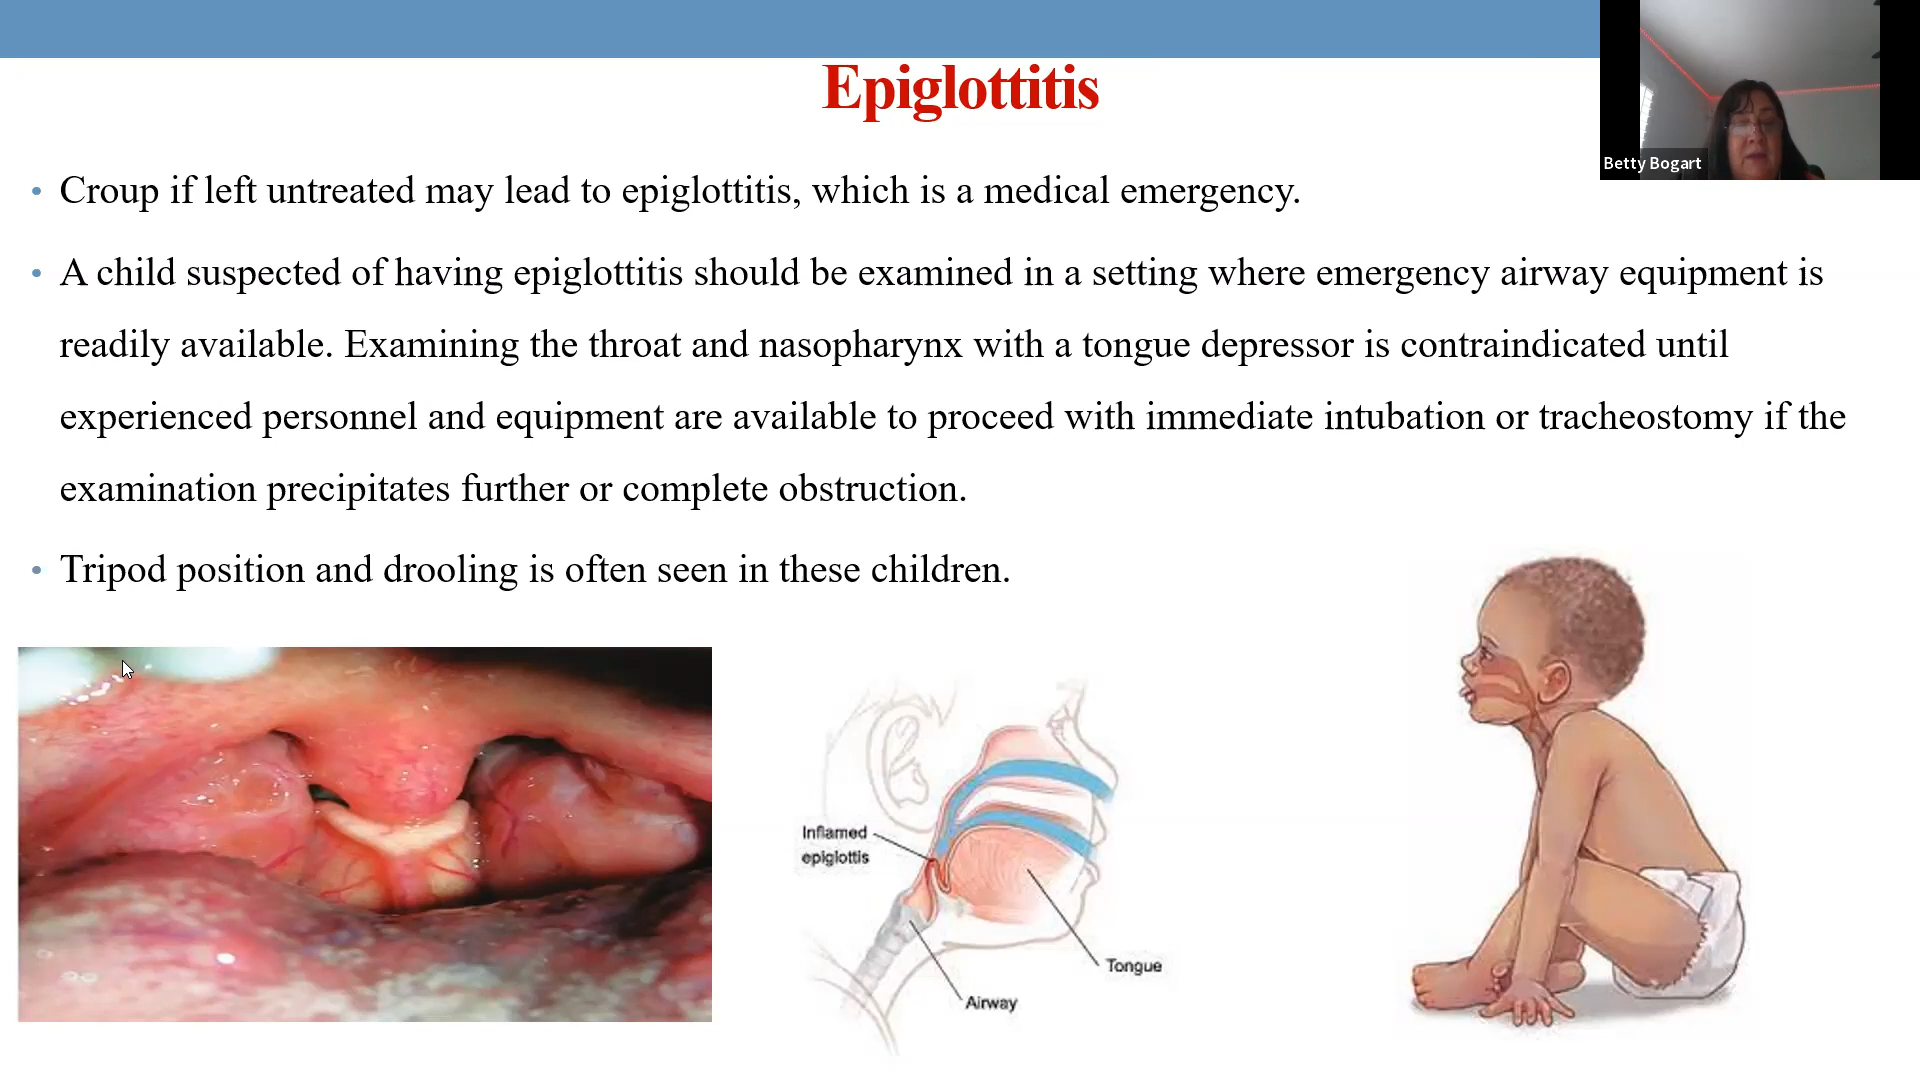 Epiglottitis
Betty Bogart
• Croup if left untreated may lead to epiglottitis, which is a medical emergency.
• A child suspected of having epiglottitis should be examined in a setting where emergency airway equipment is
readily available. Examining the throat and nasopharynx with a tongue depressor is contraindicated until
experienced personnel and equipment are available to proceed with immediate intubation or tracheostomy if the
examination precipitates further or complete obstruction.
• Tripod position and drooling is often seen in these children.
Inflamed
epiglottis
Tongue
Airway